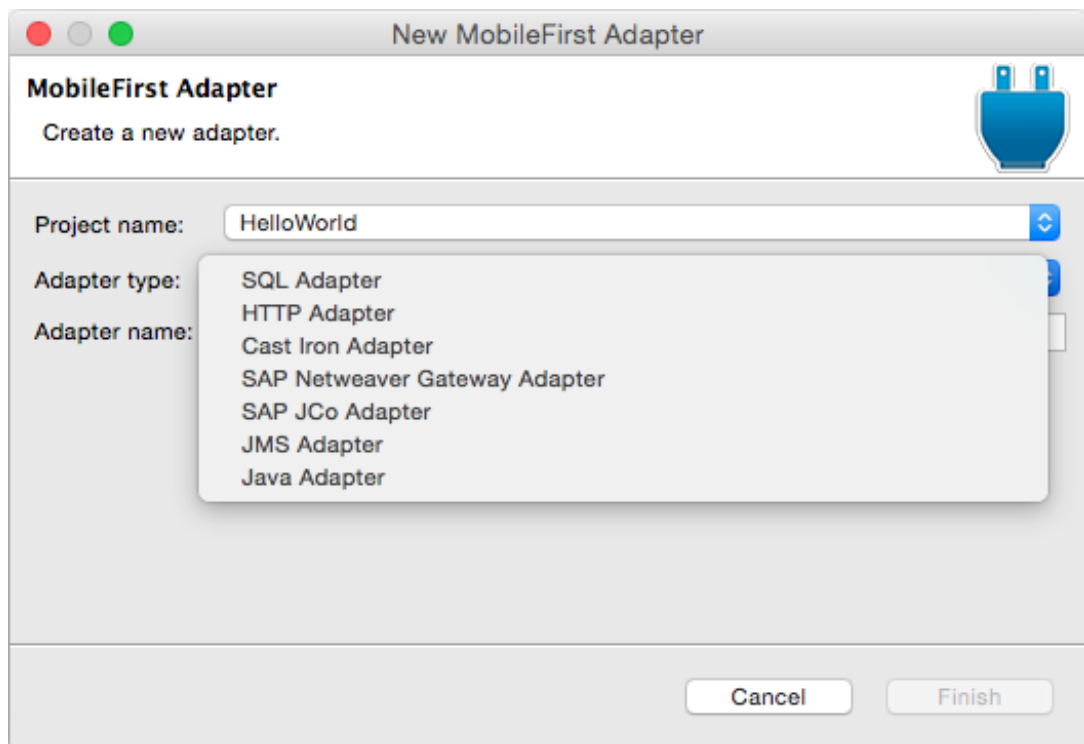 New MobileFirst Adapter
MobileFirst Adapter
Create a new adapter.
Project name: HelloWorld
Adapter type:
SQL Adapter
HTTP Adapter
Adapter name:
Cast Iron Adapter
SAP Netweaver Gateway Adapter
SAP JCo Adapter
JMS Adapter
Java Adapter
Cancel Finish